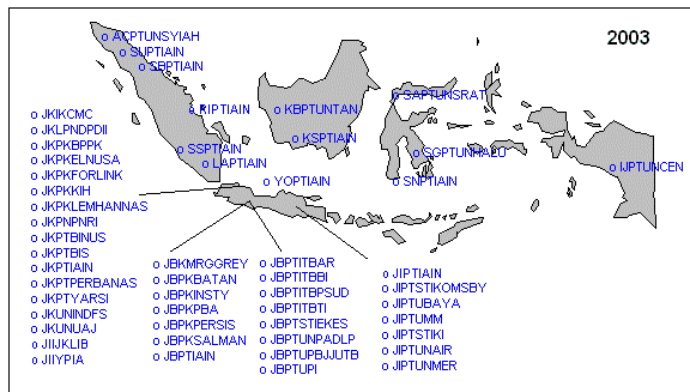 2003
o ACPTUNSYIAH
o SUPTIAIN
o SBPTIAIN
o RIPTIAIN
o SSPTIAIN
o LAPTIAIN
o YOPTIAIN
o KBPTUNTAN
o KSPTIAIN
o SAPTUNSRAT
o SGPTUNHALU
o SNPTIAIN
o IJPTUNCEN
o JKIKCMC
o JKLPNDPDII
o JKPKBPPK
o JKPKELNUSA
o JKPKFORLINK
o JKPKKIH
o JKPKLEMHANNAS
o JKPNPNRI
o JKPTBINUS
o JKPTBIS
o JKPTIAIN
o JKPTPERBANAS
o JKPTYARSI
o JKUNINDFS
o JKUNUAJ
o JIIJKLIB
o JIIYPIA
o JBKMRGGREY
o JBPKBATAN
o JBPKINSTY
o JBPKPBA
o JBPKPERSIS
o JBPKSALMAN
o JBPTIAIN
o JBPTITBAR
o JBPTITBBI
o JBPTITBPSUD
o JBPTITBTI
o JBPTSTIEKES
o JBPTUNPADLP
o JBPTUPBJJUTB
o JBPTUPI
o JIPTIAIN
o JIPTSTIKOMSBY
o JIPTUBAYA
o JIPTUMM
o JIPTSTIKI
o JIPTUNAIR
o JIPTUNMER